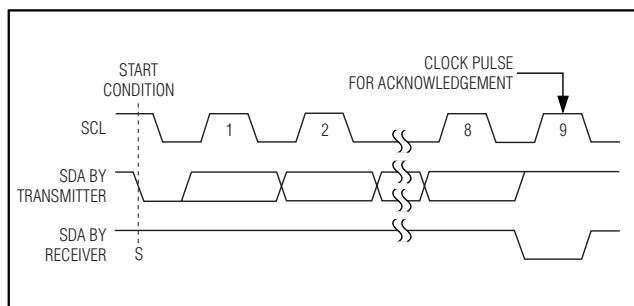 START
CONDITION
CLOCK PULSE
FOR ACKNOWLEDGEMENT
SCL
1
2
8
9
SDA BY
TRANSMITTER
SDA BY
RECEIVER
S